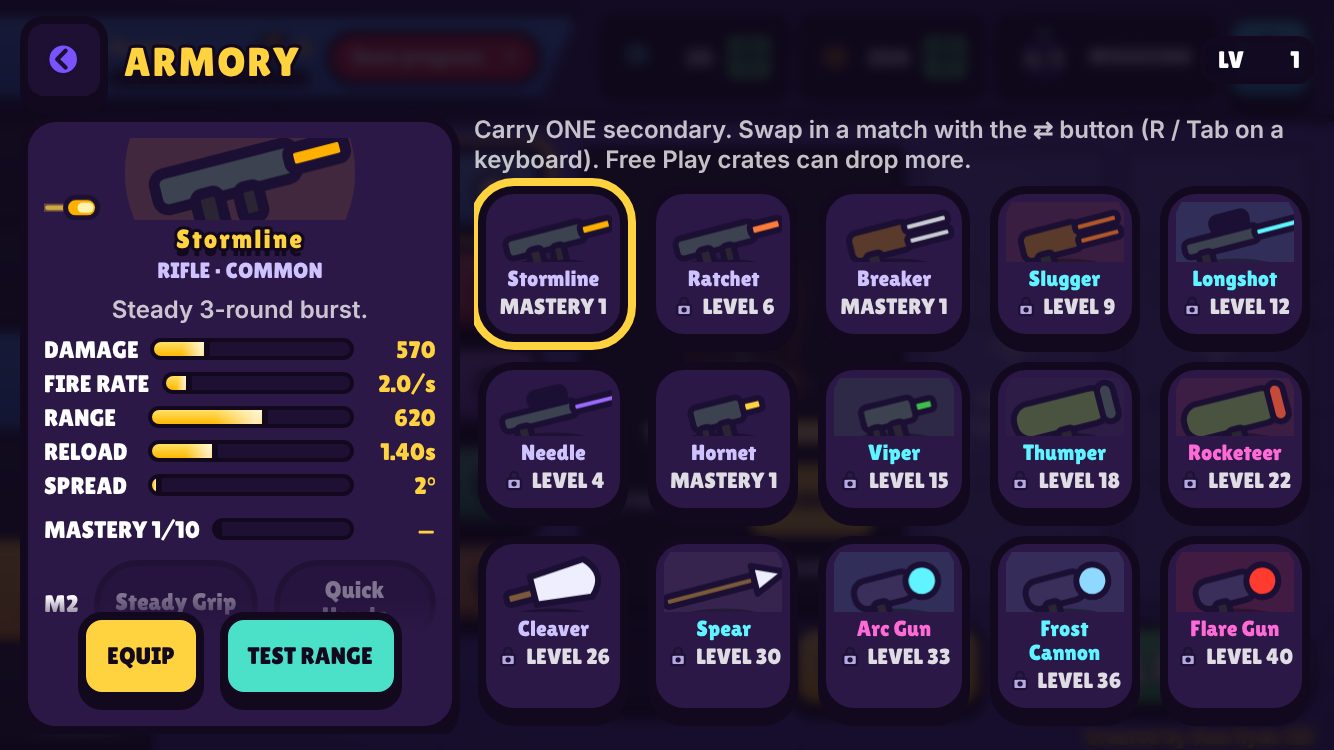 ARMORY
LV 1
Carry ONE secondary. Swap in a match with the ⇄ button (R / Tab on a
keyboard). Free Play crates can drop more.
Stormline
RIFLE · COMMON
Steady 3-round burst.
DAMAGE 570
FIRE RATE 2.0/s
RANGE 620
RELOAD 1.40s
SPREAD 2°
MASTERY 1/10 –
M2 Steady Grip Quick
EQUIP TEST RANGE
Stormline
MASTERY 1
Ratchet
LEVEL 6
Breaker
MASTERY 1
Slugger
LEVEL 9
Longshot
LEVEL 12
Needle
LEVEL 4
Hornet
MASTERY 1
Viper
LEVEL 15
Thumper
LEVEL 18
Rocketeer
LEVEL 22
Cleaver
LEVEL 26
Spear
LEVEL 30
Arc Gun
LEVEL 33
Frost
Cannon
LEVEL 36
Flare Gun
LEVEL 40